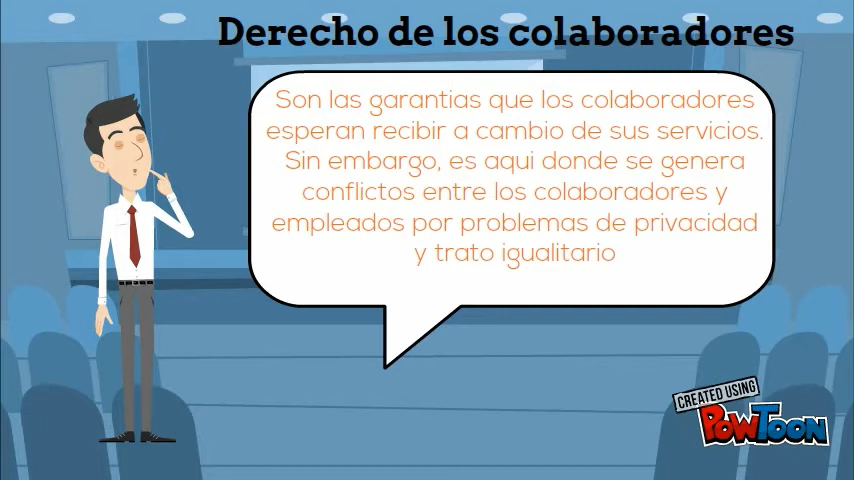 Derecho de los colaboradores
Son las garantias que los colaboradores
esperan recibir a cambio de sus servicios.
Sin embargo, es aqui donde se genera
conflictos entre los colaboradores y
empleados por problemas de privacidad
y trato igualitario
CREATED USING
POWTOON